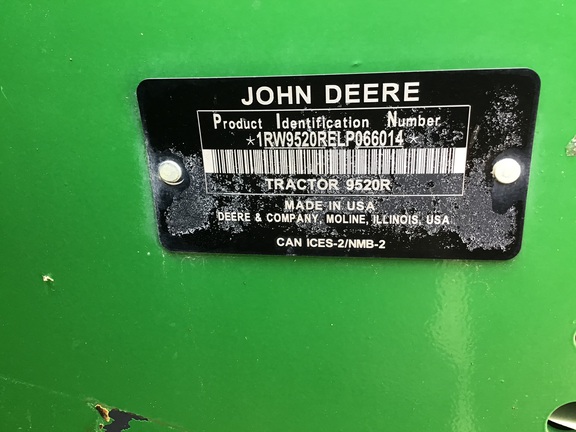 JOHN DEERE
Product Identification Number
*1RW9520RELP066014*
TRACTOR 9520R
MADE IN USA
DEERE & COMPANY, MOLINE, ILLINOIS, USA
CAN ICES-2/NMB-2